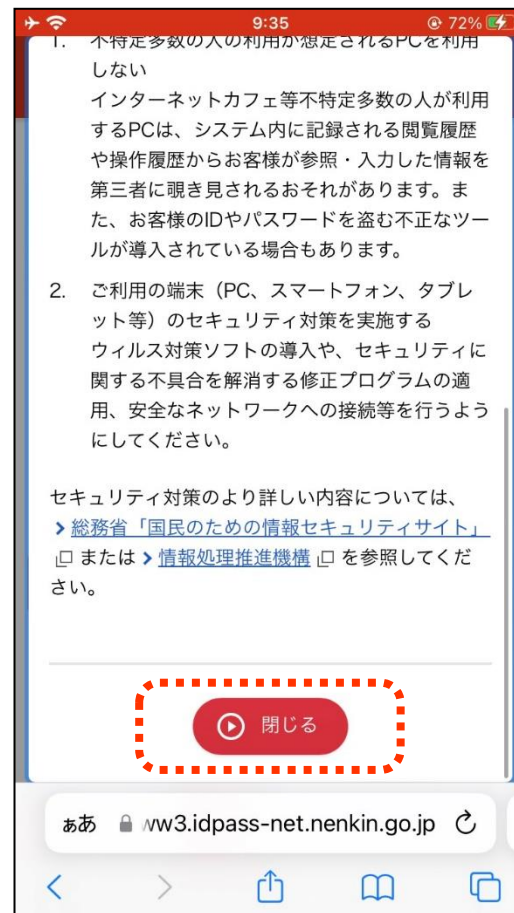 9:35
72%
1. 不特定多数の人の利用が想定されるPCを利用
しない
インターネットカフェ等不特定多数の人が利用
するPCは、システム内に記録される閲覧履歴
や操作履歴からお客様が参照・入力した情報を
第三者に覗き見されるおそれがあります。ま
た、お客様のIDやパスワードを盗む不正なツー
ルが導入されている場合もあります。
2. ご利用の端末（PC、スマートフォン、タブレ
ット等）のセキュリティ対策を実施する
ウィルス対策ソフトの導入や、セキュリティに
関する不具合を解消する修正プログラムの適
用、安全なネットワークへの接続等を行うよう
にしてください。
セキュリティ対策のより詳しい内容については、
総務省「国民のための情報セキュリティサイト」
または 情報処理推進機構 を参照してくだ
さい。
閉じる
ぁあ ww3.idpass-net.nenkin.go.jp